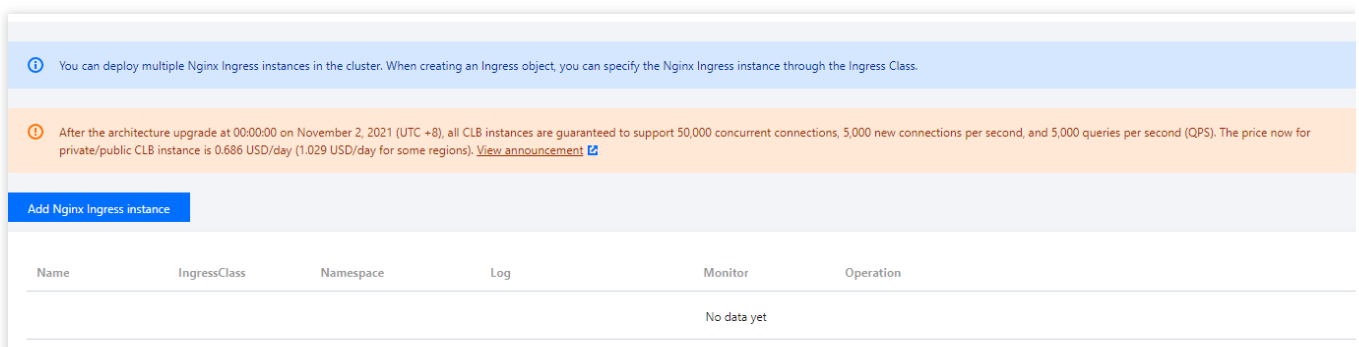 You can deploy multiple Nginx Ingress instances in the cluster. When creating an Ingress object, you can specify the Nginx Ingress instance through the Ingress Class.
After the architecture upgrade at 00:00:00 on November 2, 2021 (UTC +8), all CLB instances are guaranteed to support 50,000 concurrent connections, 5,000 new connections per second, and 5,000 queries per second (QPS). The price now for
private/public CLB instance is 0.686 USD/day (1.029 USD/day for some regions). View announcement
Add Nginx Ingress instance
Name IngressClass Namespace Log Monitor Operation
No data yet